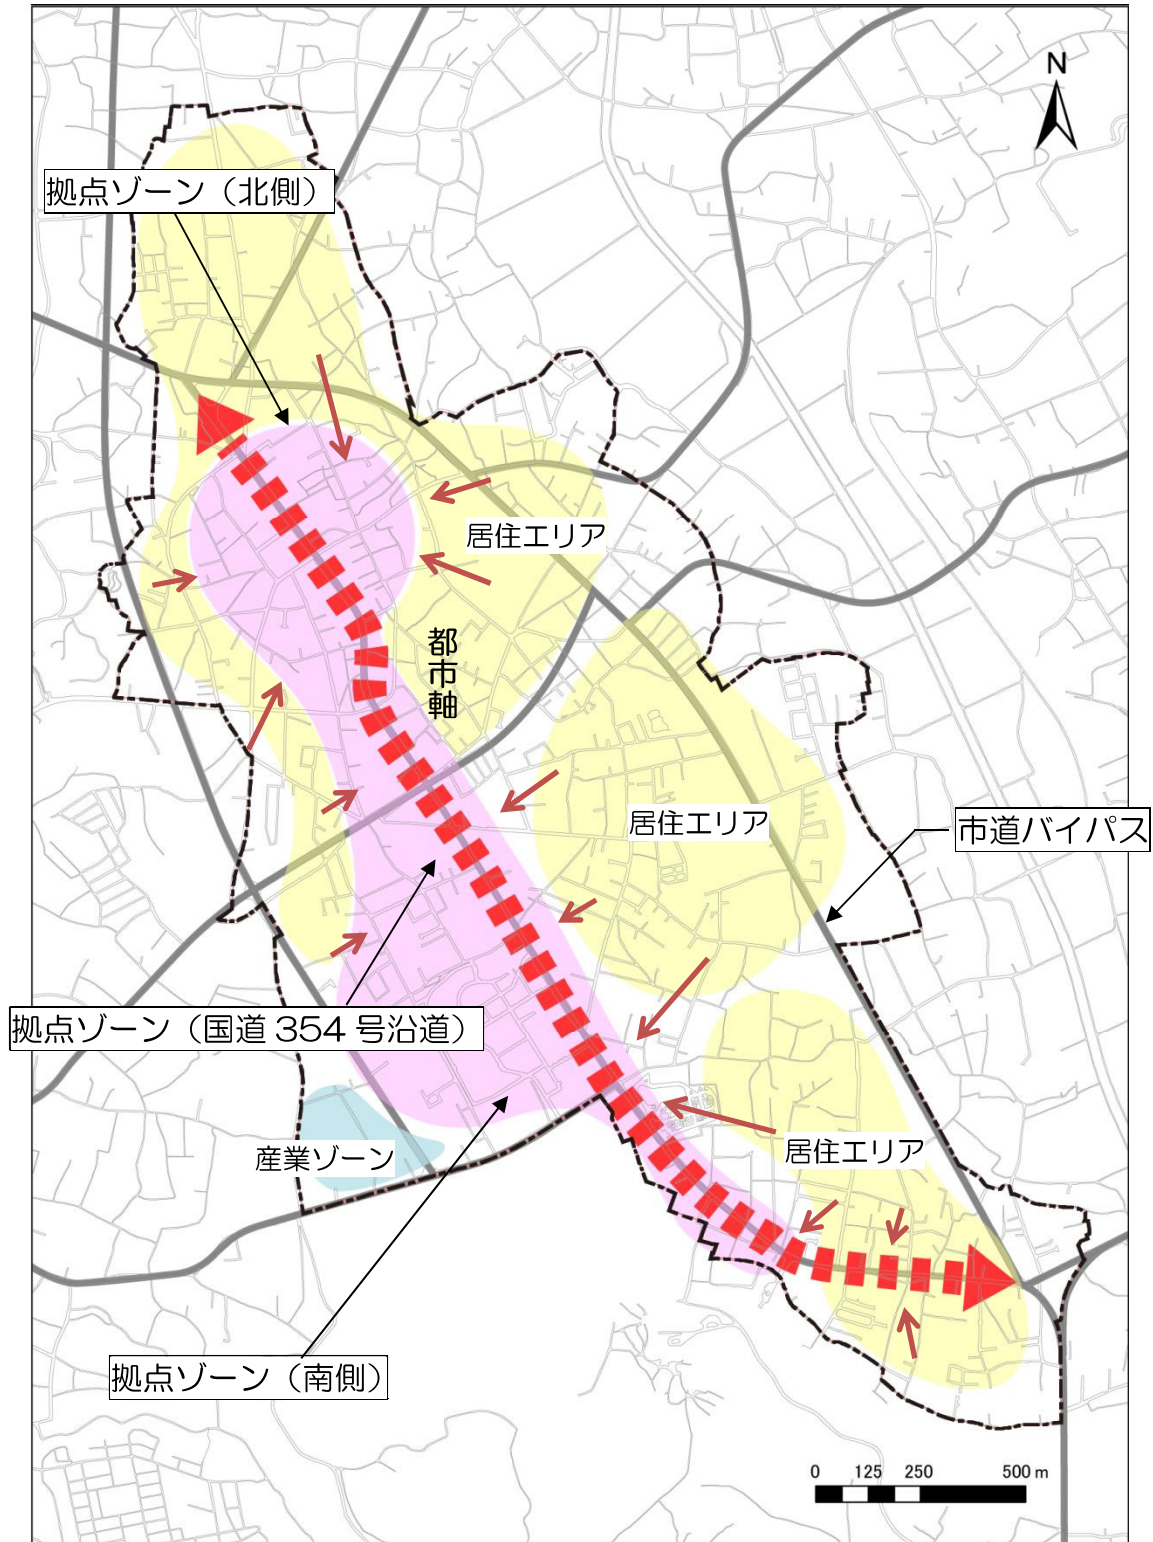 N
拠点ゾーン（北側）
居住エリア
都市軸
居住エリア
市道バイパス
拠点ゾーン（国道 354 号沿道）
居住エリア
産業ゾーン
拠点ゾーン（南側）
0 125 250 500 m